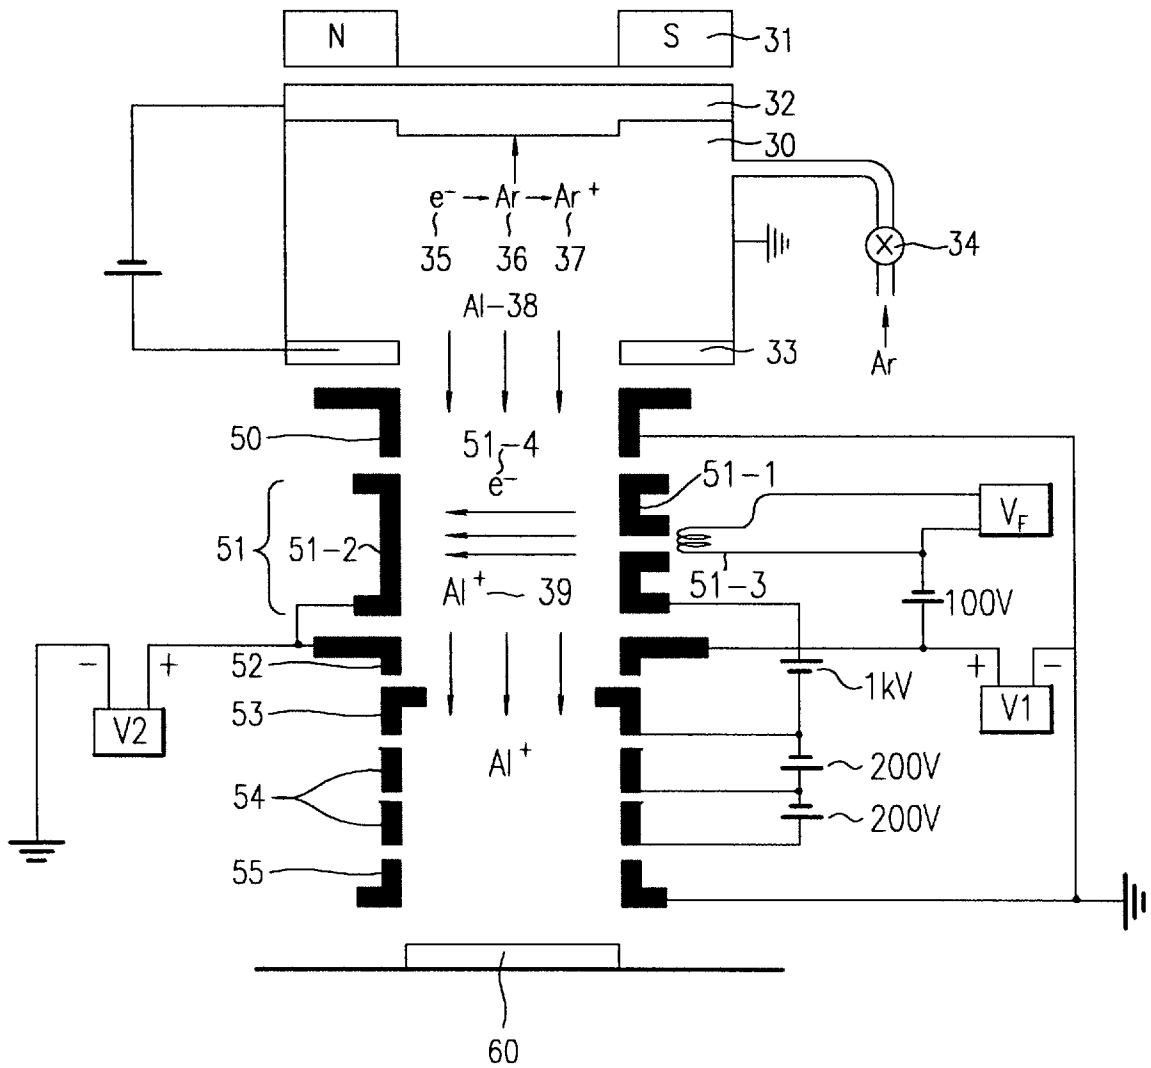 N S 31
32
30
e⁻ → Ar → Ar⁺
35 36 37 34
Al-38
33 Ar
50 51-4
e⁻ 51-1
V_F
51 51-2
Al⁺ 39 51-3
100V
− + 52 + −
1kV
V2 53 V1
Al⁺ 200V
54
200V
55
60